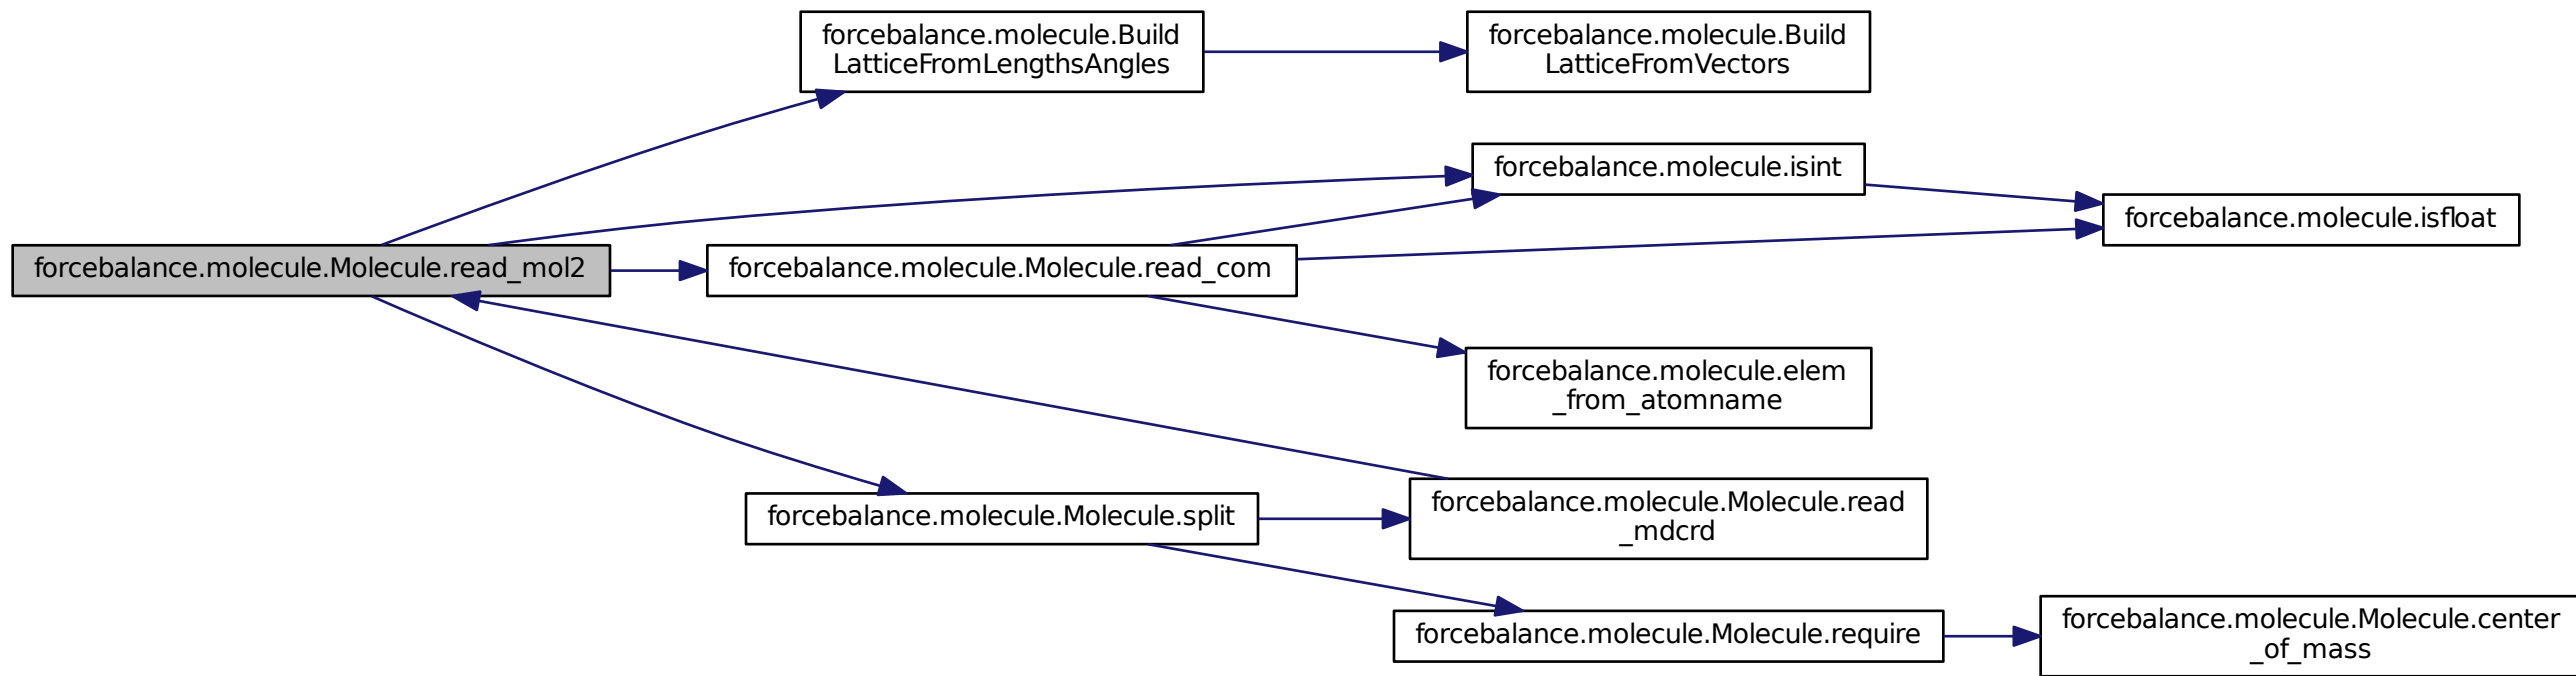 forcebalance.molecule.Molecule.read_mol2
forcebalance.molecule.Build
LatticeFromLengthsAngles
forcebalance.molecule.Build
LatticeFromVectors
forcebalance.molecule.isint
forcebalance.molecule.isfloat
forcebalance.molecule.Molecule.read_com
forcebalance.molecule.elem
_from_atomname
forcebalance.molecule.Molecule.split
forcebalance.molecule.Molecule.read
_mdcrd
forcebalance.molecule.Molecule.require
forcebalance.molecule.Molecule.center
_of_mass